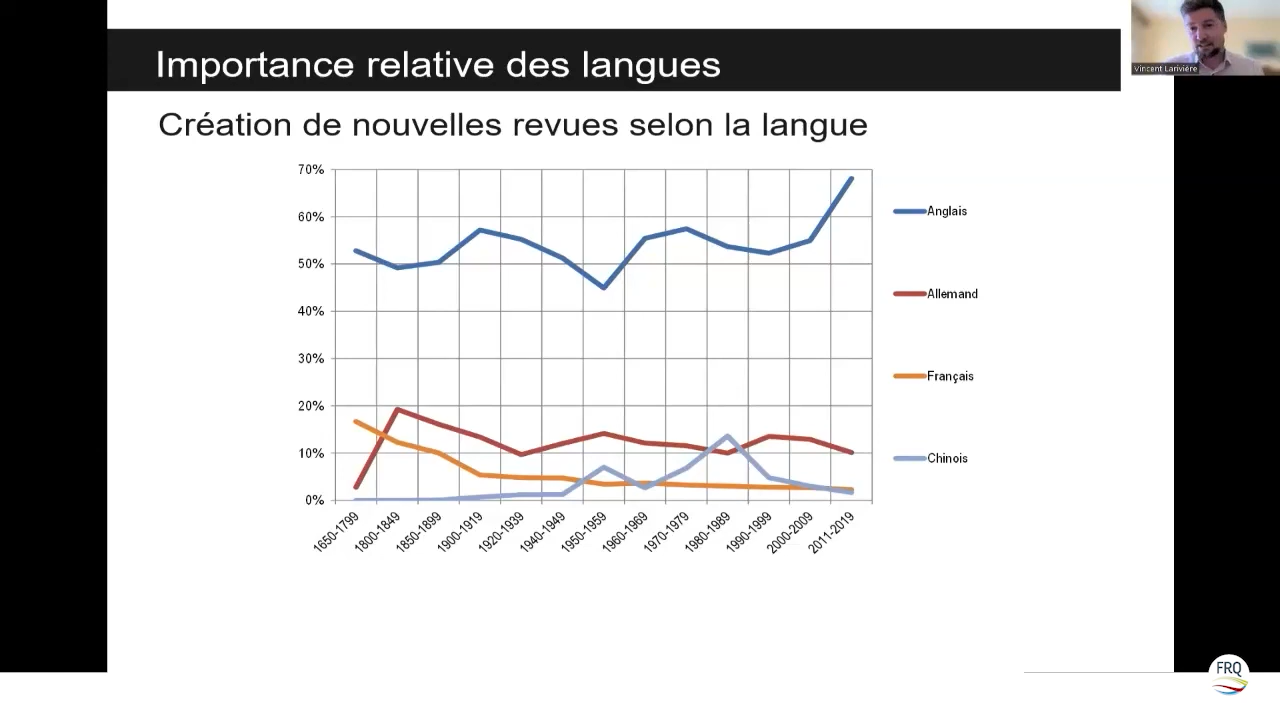 Importance relative des langues
Vincent Larivière
Création de nouvelles revues selon la langue
70%
60%
50%
40%
30%
20%
10%
0%
1650-1799
1800-1849
1850-1899
1900-1919
1920-1939
1940-1949
1950-1959
1960-1969
1970-1979
1980-1989
1990-1999
2000-2009
2011-2019
Anglais
Allemand
Français
Chinois
FRQ